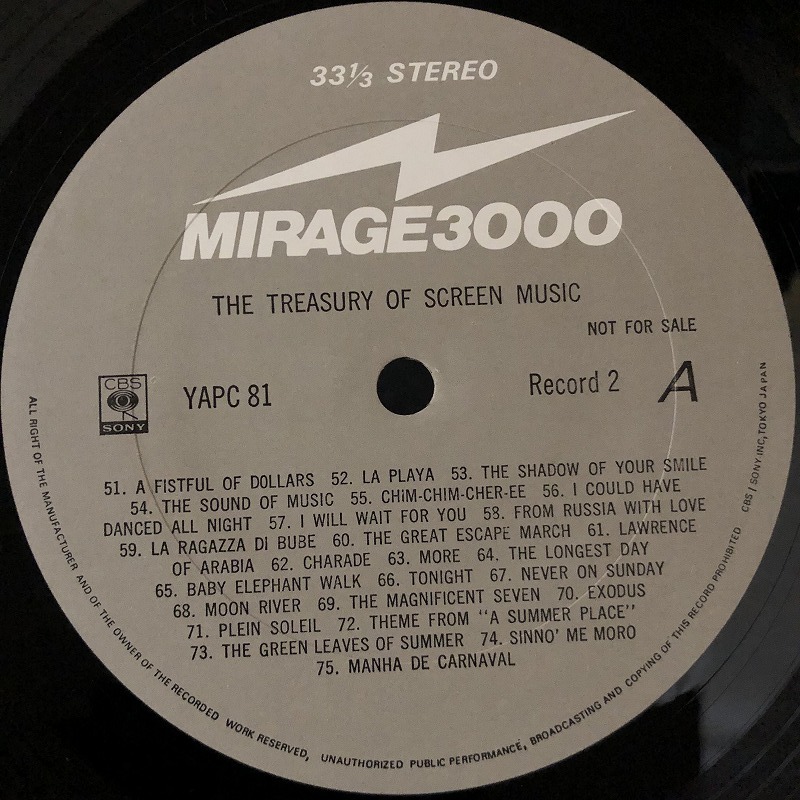 33⅓ STEREO
MIRAGE3000
THE TREASURY OF SCREEN MUSIC
NOT FOR SALE
CBS
SONY
YAPC 81
Record 2 A
51. A FISTFUL OF DOLLARS 52. LA PLAYA 53. THE SHADOW OF YOUR SMILE
54. THE SOUND OF MUSIC 55. CHIM-CHIM-CHER-EE 56. I COULD HAVE
DANCED ALL NIGHT 57. I WILL WAIT FOR YOU 58. FROM RUSSIA WITH LOVE
59. LA RAGAZZA DI BUBE 60. THE GREAT ESCAPE MARCH 61. LAWRENCE
OF ARABIA 62. CHARADE 63. MORE 64. THE LONGEST DAY
65. BABY ELEPHANT WALK 66. TONIGHT 67. NEVER ON SUNDAY
68. MOON RIVER 69. THE MAGNIFICENT SEVEN 70. EXODUS
71. PLEIN SOLEIL 72. THEME FROM "A SUMMER PLACE"
73. THE GREEN LEAVES OF SUMMER 74. SINNO' ME MORO
75. MANHA DE CARNAVAL
ALL RIGHT OF THE MANUFACTURER AND OF THE OWNER OF THE RECORDED WORK RESERVED, UNAUTHORIZED PUBLIC PERFORMANCE, BROADCASTING AND COPYING OF THIS RECORD PROHIBITED CBS / SONY INC, TOKYO JAPAN